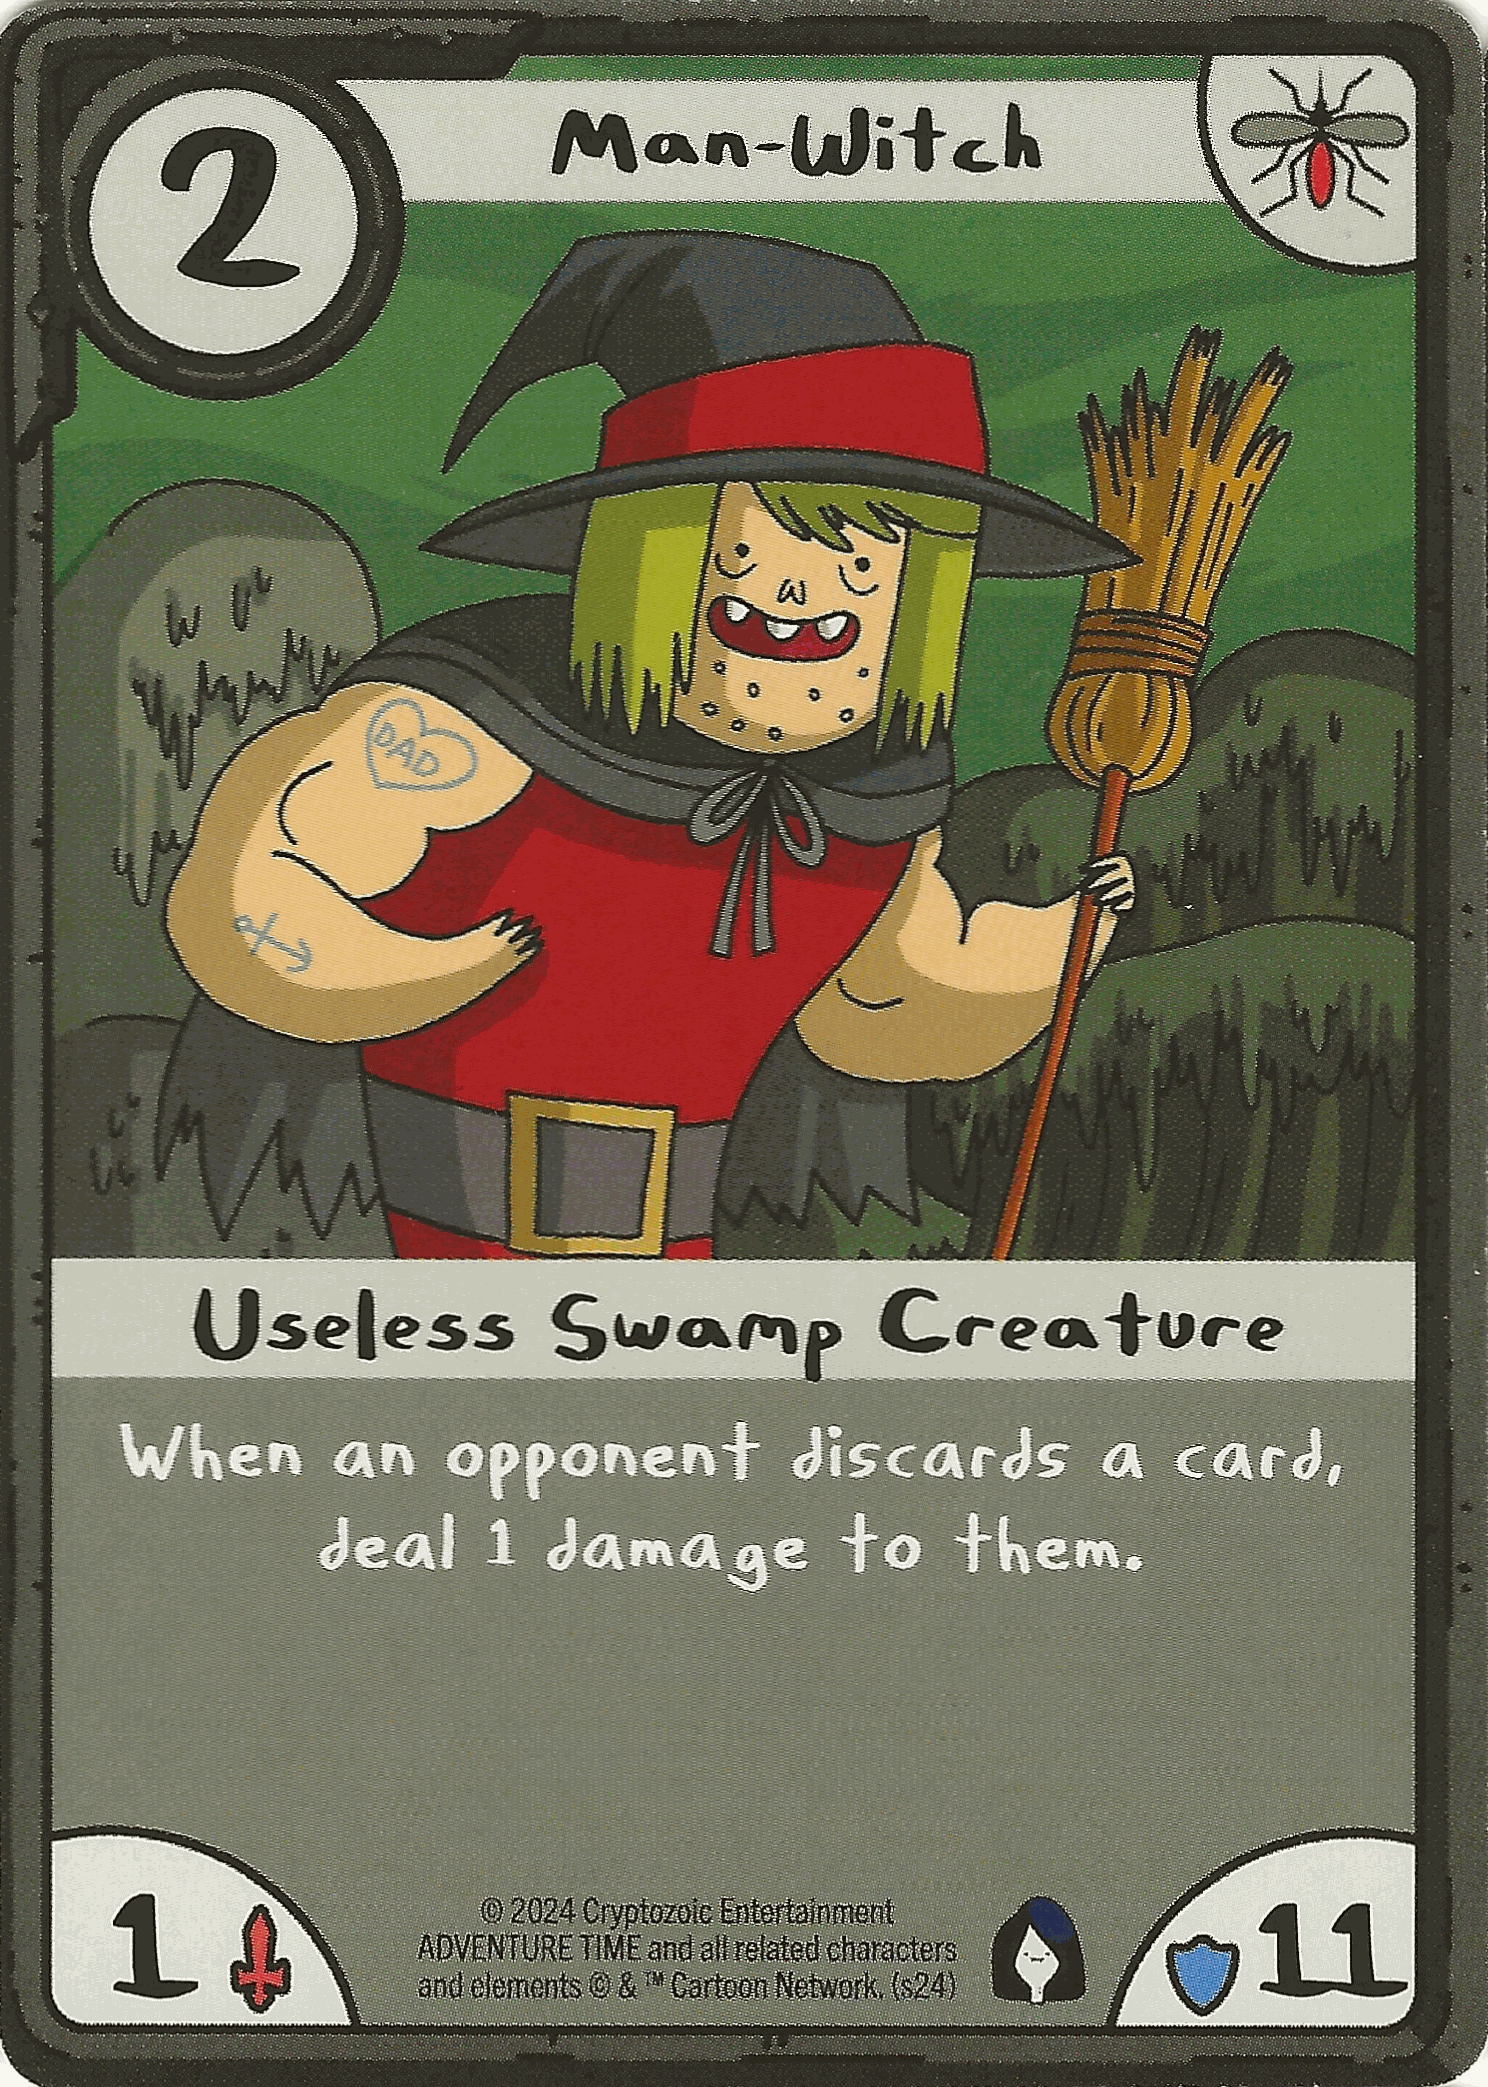 2
Man-Witch
DAD
Useless Swamp Creature
When an opponent discards a card,
deal 1 damage to them.
1
© 2024 Cryptozoic Entertainment
ADVENTURE TIME and all related characters
and elements © & ™ Cartoon Network. (s24)
11